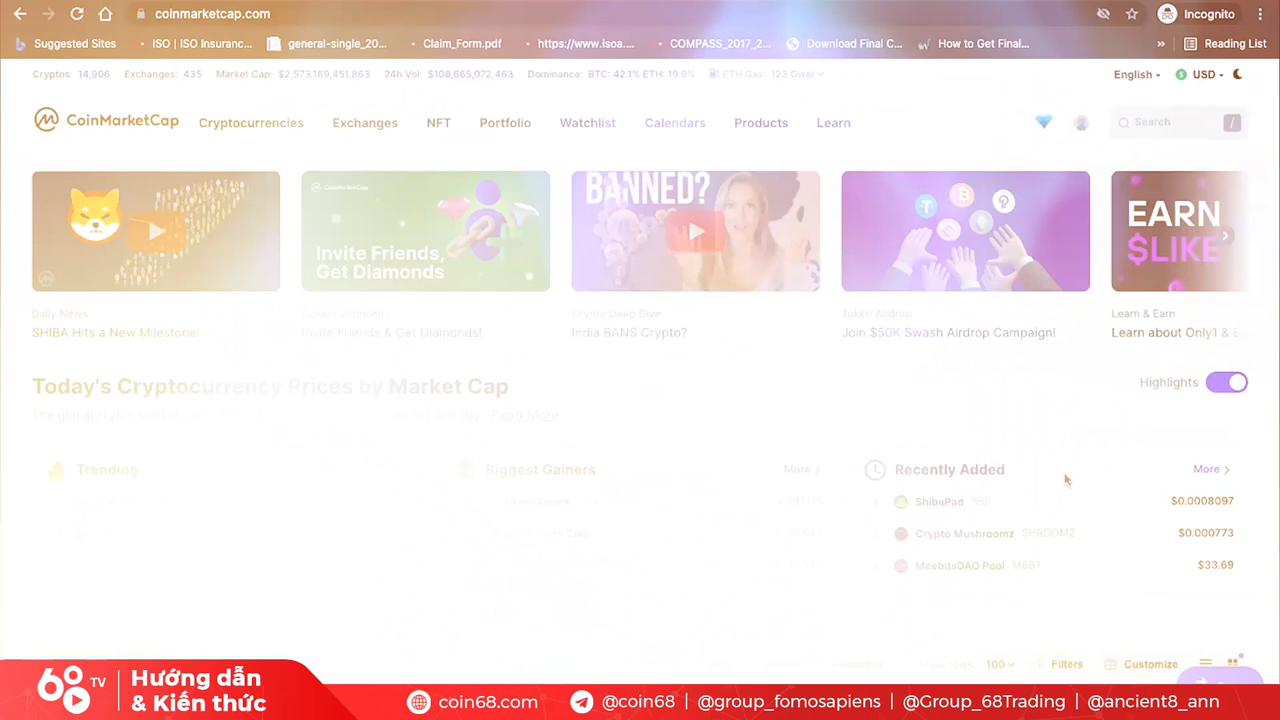 coinmarketcap.com
Incognito
Suggested Sites
ISO | ISO Insuranc...
general-single_20...
Claim_Form.pdf
https://www.isoa....
COMPASS_2017_2...
Download Final C...
How to Get Final...
»
Reading List
Cryptos: 14,906
Exchanges: 435
Market Cap: $2,573,189,451,863
24h Vol: $108,665,072,463
Dominance: BTC: 42.1% ETH: 19.9%
ETH Gas: 123 Gwei
English
USD
CoinMarketCap
Cryptocurrencies
Exchanges
NFT
Portfolio
Watchlist
Calendars
Products
Learn
Search
/
CoinMarketCap
Invite Friends,
Get Diamonds
BANNED?
EARN
$LIKE
Daily News
SHIBA Hits a New Milestone!
Invite Friends & Get Diamonds!
Crypto Deep Dive
India BANS Crypto?
Token Airdrop
Join $50K Swash Airdrop Campaign!
Learn & Earn
Learn about Only1 & E
Today's Cryptocurrency Prices by Market Cap
Highlights
The global crypto market
Read More
Trending
Biggest Gainers
More >
Recently Added
More >
1 ShibaPad
$0.0008097
2 Crypto Mushroomz SHROOMZ
$0.000773
3 MeebitsDAO Pool
$33.69
Show rows
100
Filters
Customize
68 TV
Hướng dẫn
& Kiến thức
coin68.com
@coin68 | @group_fomosapiens | @Group_68Trading | @ancient8_ann